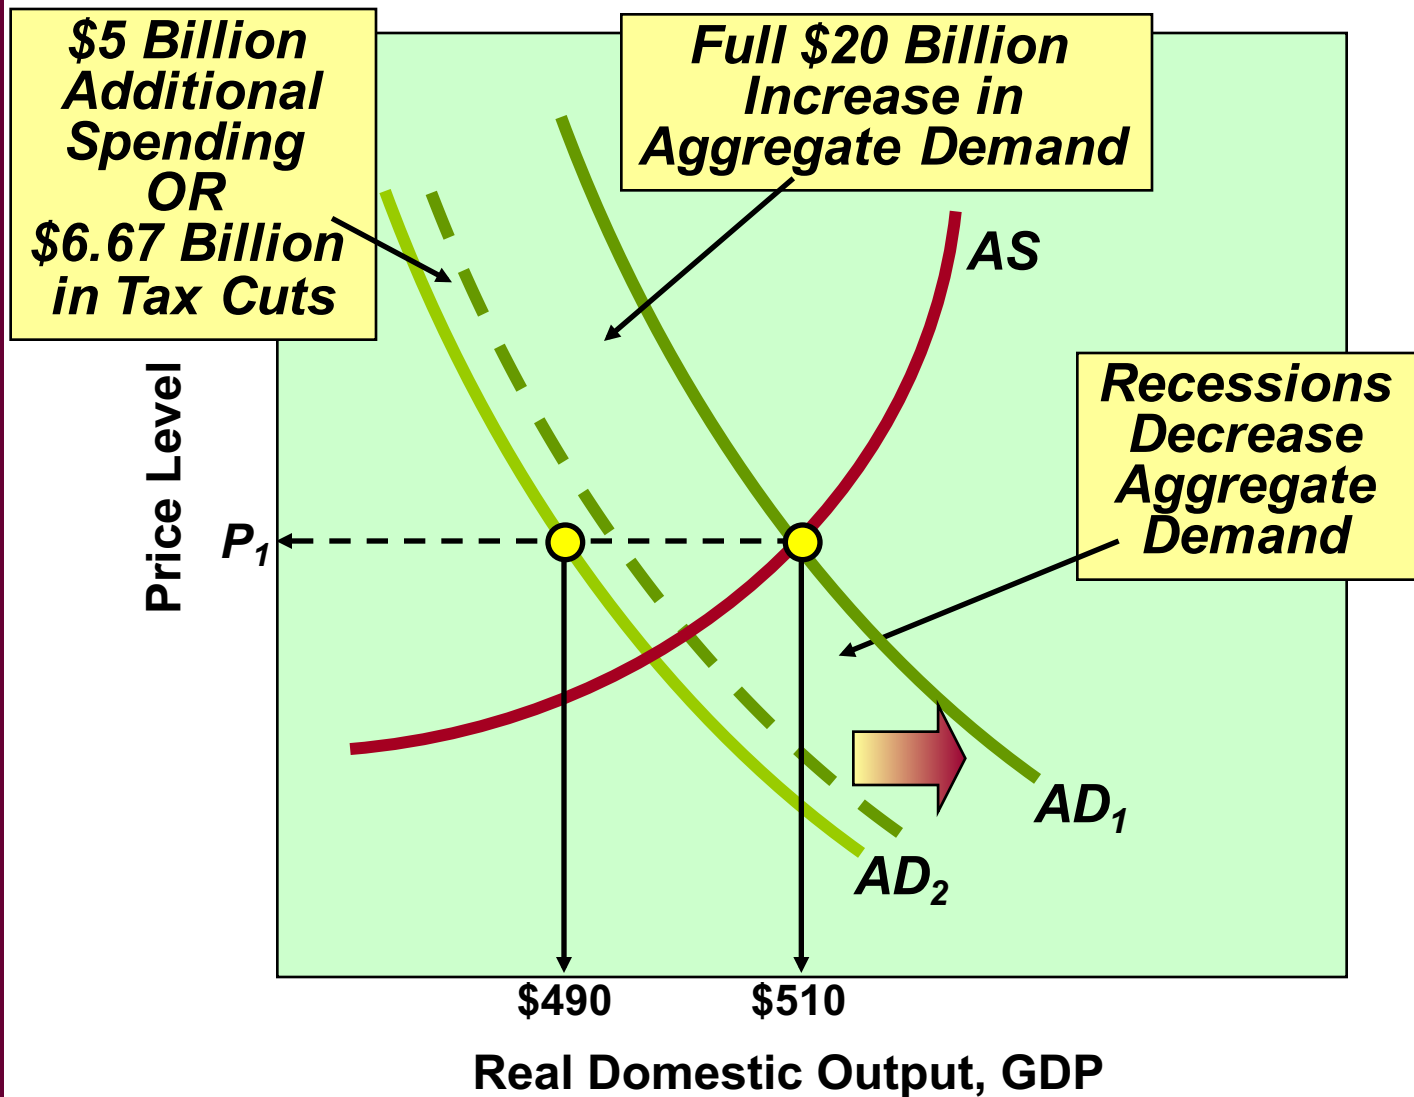 $5 Billion
Additional
Spending
OR
$6.67 Billion
in Tax Cuts
Full $20 Billion
Increase in
Aggregate Demand
AS
Recessions
Decrease
Aggregate
Demand
Price Level
P1
AD1
AD2
$490
$510
Real Domestic Output, GDP